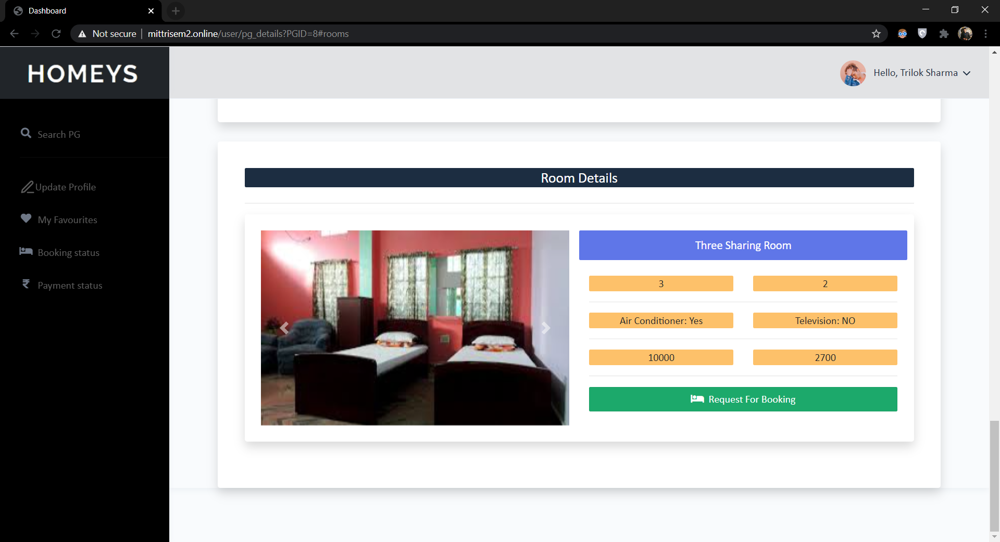 Dashboard
Not secure | mittrisem2.online/user/pg_details?PGID=8#rooms
HOMEYS
Hello, Trilok Sharma
Search PG
Update Profile
My Favourites
Booking status
Payment status
Room Details
Three Sharing Room
3 2
Air Conditioner: Yes Television: NO
10000 2700
Request For Booking